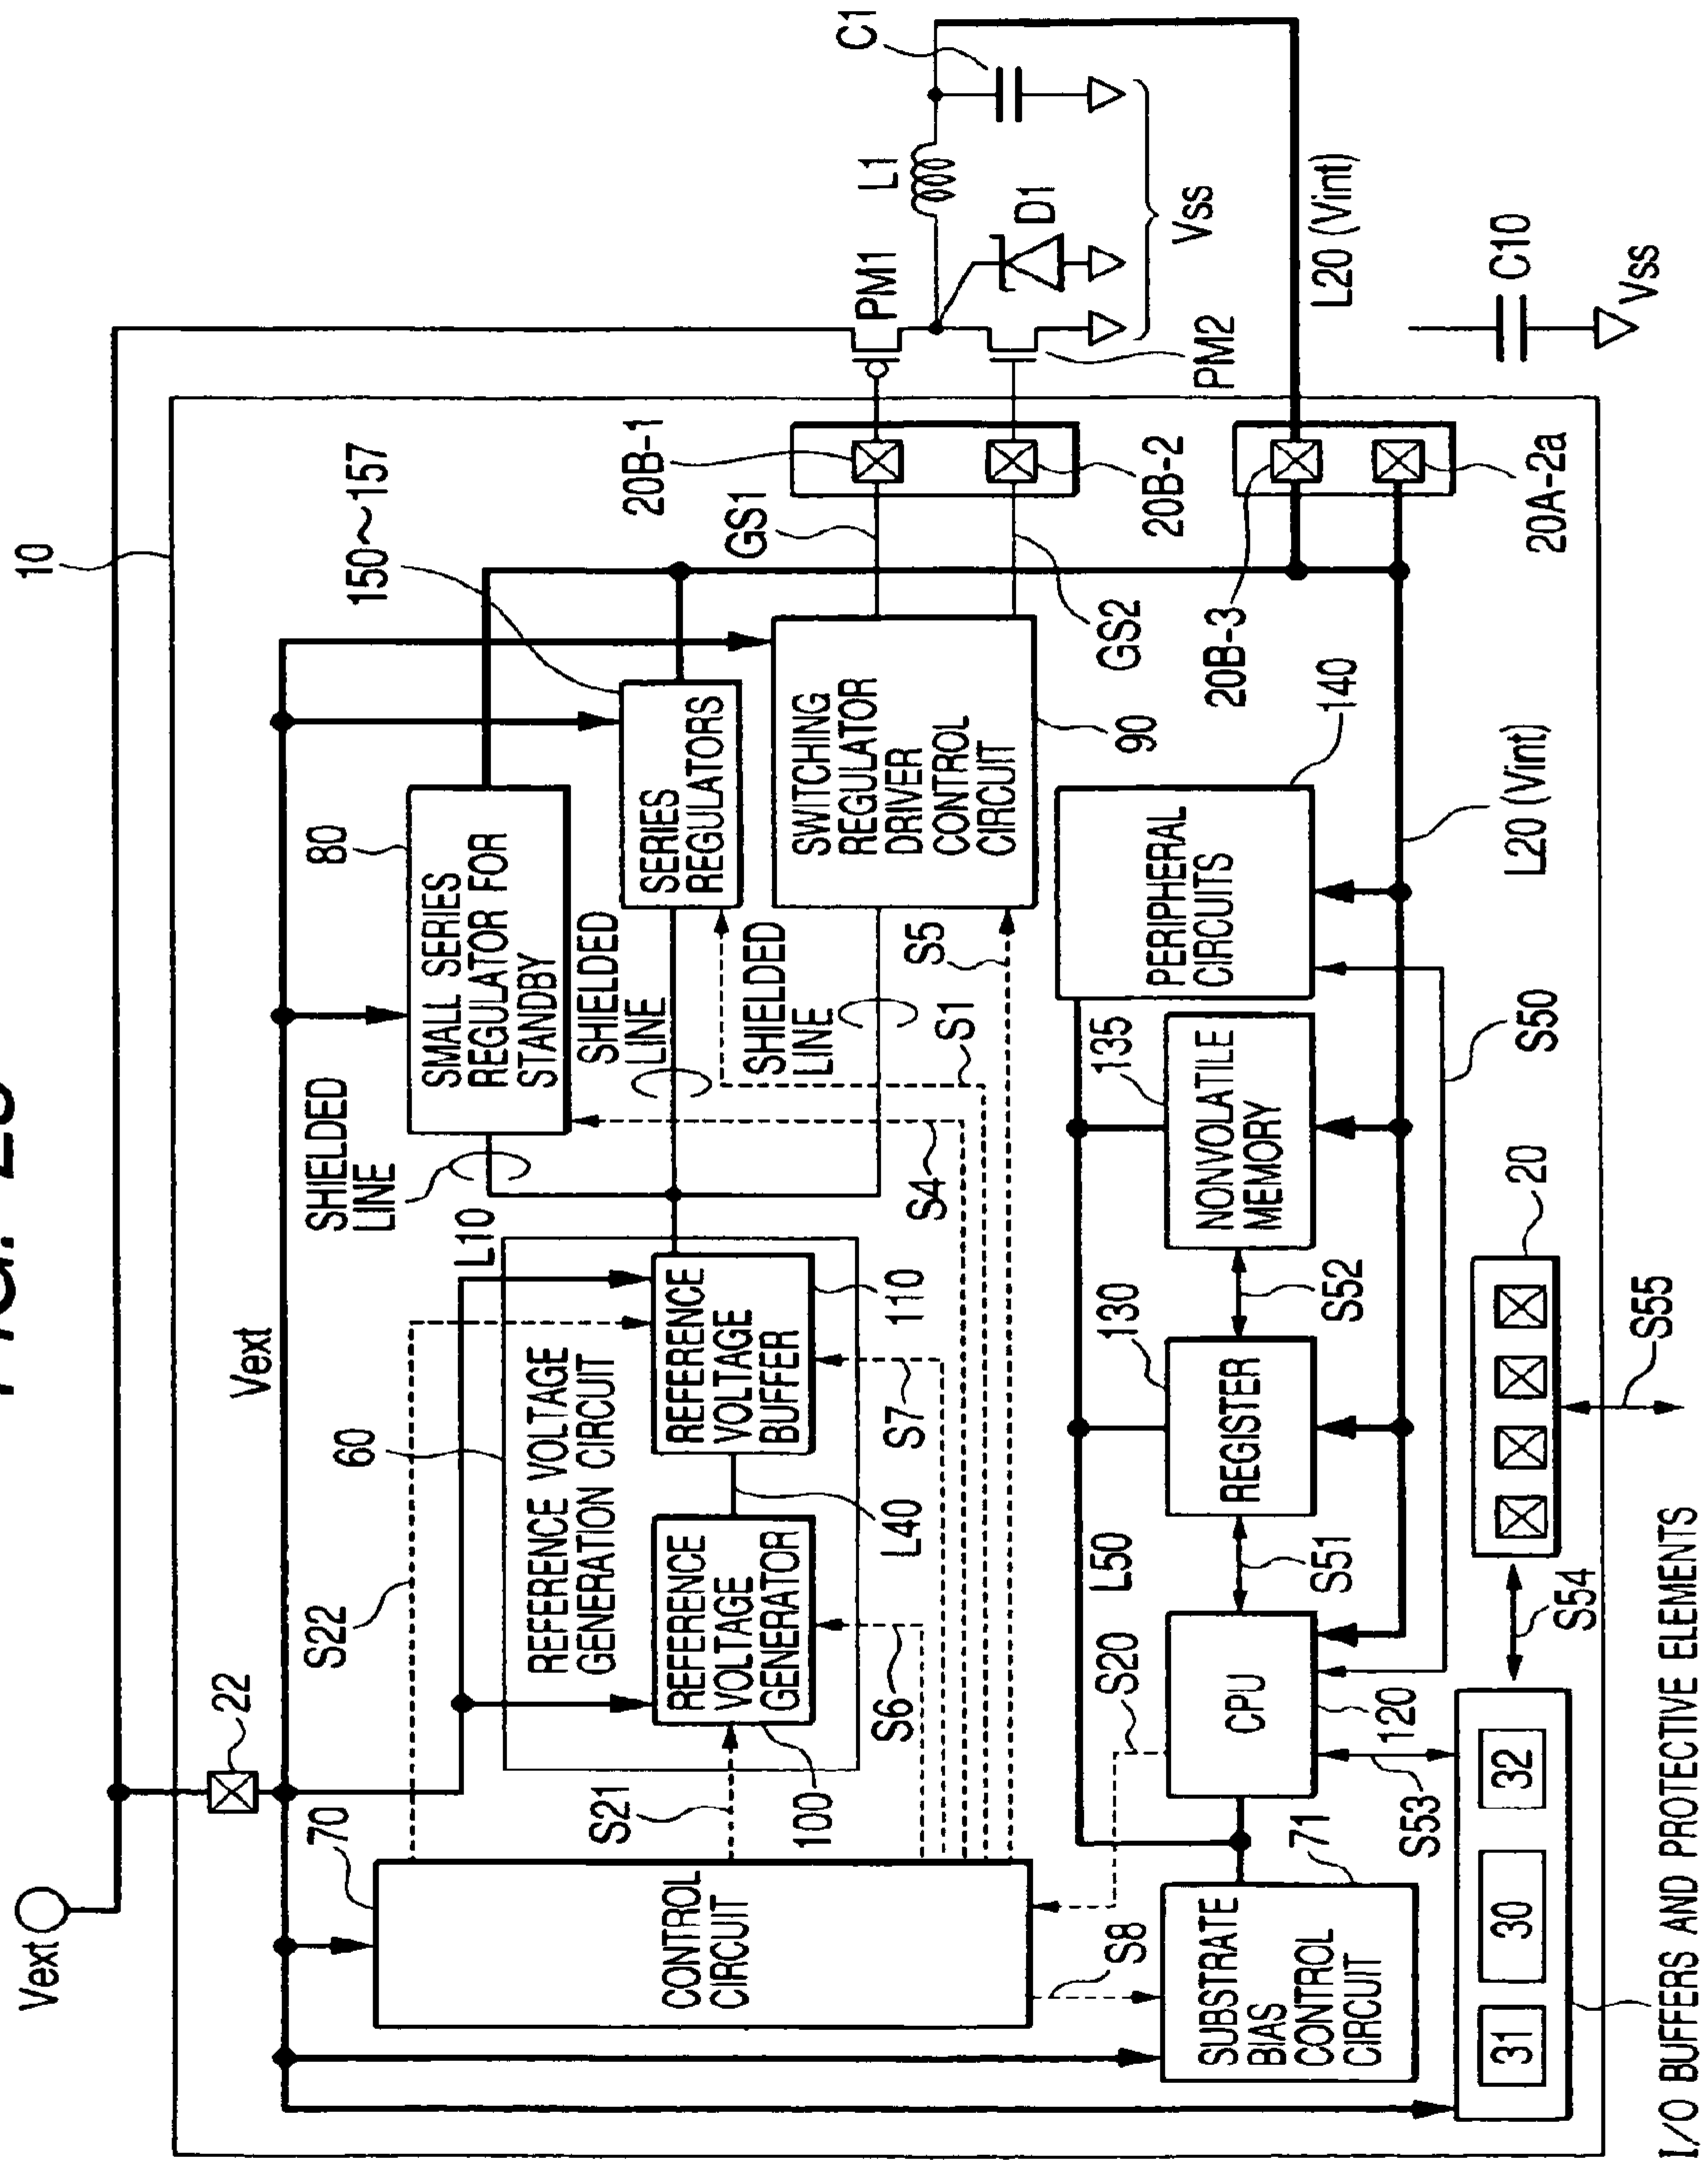 Vext
10
22
Vext
70
CONTROL
CIRCUIT
S22
S21
60
REFERENCE VOLTAGE
GENERATION CIRCUIT
REFERENCE
VOLTAGE
GENERATOR
100
L40
REFERENCE
VOLTAGE
BUFFER
110
L10
S6
S7
S4
S1
S5
SHIELDED
LINE
SHIELDED
LINE
SHIELDED
LINE
80
SMALL SERIES
REGULATOR FOR
STANDBY
150~157
SERIES
REGULATORS
SWITCHING
REGULATOR
DRIVER
CONTROL
CIRCUIT
90
GS1
GS2
20B-1
20B-2
20B-3
20A-2a
PM1
PM2
L1
D1
C1
Vss
L20 (Vint)
C10
Vss
S8
S20
SUBSTRATE
BIAS
CONTROL
CIRCUIT
71
L50
CPU
120
S51
REGISTER
130
S52
NONVOLATILE
MEMORY
135
PERIPHERAL
CIRCUITS
140
L20 (Vint)
S50
S53
31
30
32
S54
20
S55
I/O BUFFERS AND PROTECTIVE ELEMENTS